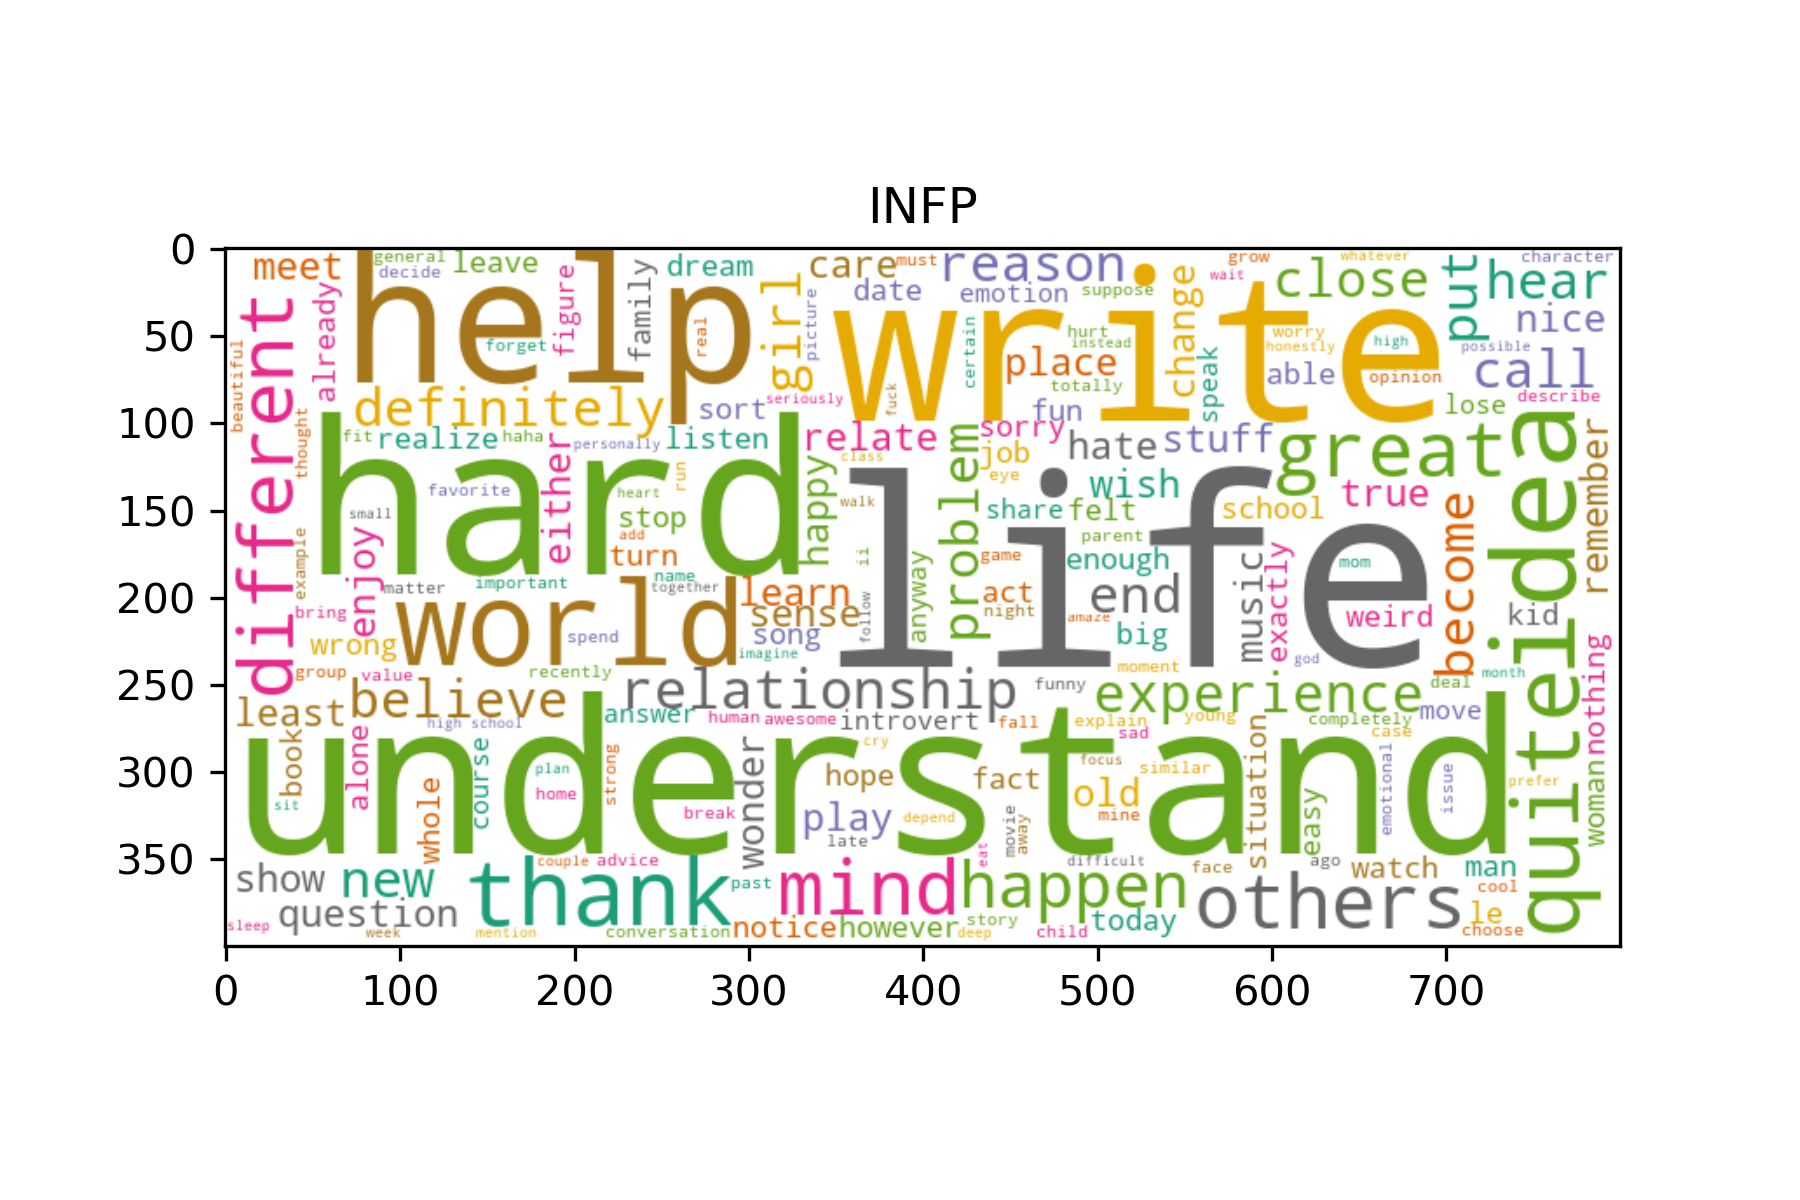 INFP
0
50
100
150
200
250
300
350
0 100 200 300 400 500 600 700
meet
general
decide
leave
help
forget
figure
family
dream
real
girl
picture
care
must
reason
date
emotion
suppose
write
change
grow
wait
whatever
close
put
character
hear
nice
beautiful
different
already
definitely
sort
seriously
fuck
certain
place
hurt
instead
totally
fun
speak
worry
honestly
high
able
opinion
possible
call
lose
describe
thought
fit
realize
haha
personally
listen
hard
either
favorite
small
heart
run
stop
add
turn
happy
relate
class
walk
sorry
job
eye
hate
stuff
great
idea
remember
problem
wish
share
felt
school
true
parent
enough
become
life
ii
anyway
game
act
night
amaze
end
big
music
exactly
mom
weird
kid
example
enjoy
matter
important
name
together
learn
sense
song
imagine
follow
bring
wrong
world
spend
group
value
recently
moment
god
month
nothing
least
believe
high school
relationship
funny
experience
deal
move
answer
human
awesome
introvert
fall
explain
young
sad
completely
case
understand
book
sit
alone
whole
course
plan
home
strong
break
wonder
cry
hope
play
late
depend
fact
movie
away
focus
similar
old
mine
situation
easy
emotional
issue
prefer
quite
woman
show
new
question
sleep
week
thank
couple
advice
past
mention
conversation
mind
notice
however
eat
happen
story
deep
difficult
child
today
face
others
ago
watch
man
cool
le
choose